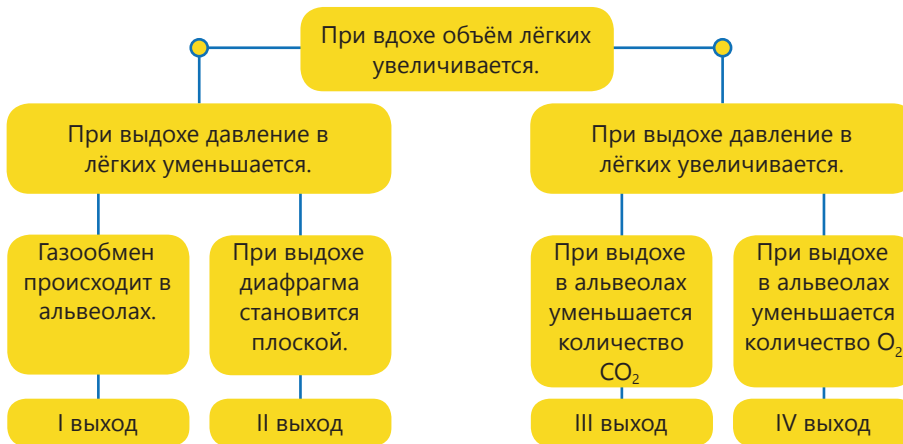 При вдохе объём лёгких
увеличивается.
При выдохе давление в
лёгких уменьшается.
При выдохе давление в
лёгких увеличивается.
Газообмен
происходит в
альвеолах.
При выдохе
диафрагма
становится
плоской.
При выдохе
в альвеолах
уменьшается
количество
CO₂
При выдохе
в альвеолах
уменьшается
количество O₂
I выход
II выход
III выход
IV выход